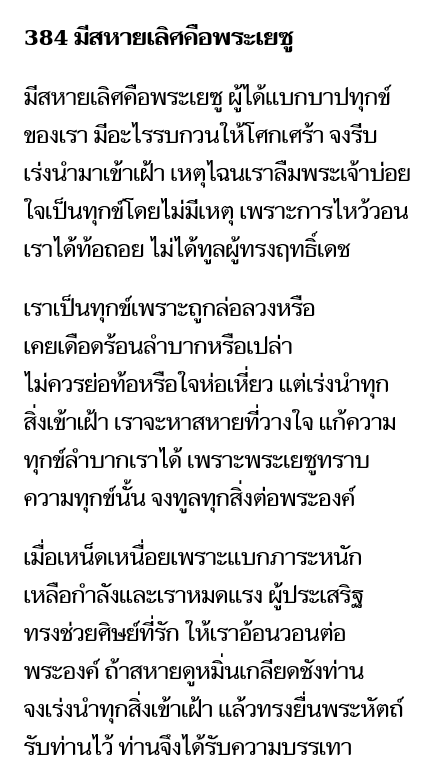 384 มีสหายเลิศคือพระเยซู
มีสหายเลิศคือพระเยซู ผู้ได้แบกบาปทุกข์
ของเรา มีอะไรรบกวนให้โศกเศร้า จงรีบ
เร่งนำมาเข้าเฝ้า เหตุไฉนเราลืมพระเจ้าบ่อย
ใจเป็นทุกข์โดยไม่มีเหตุ เพราะการไหว้วอน
เราได้ท้อถอย ไม่ได้ทูลผู้ทรงฤทธิ์เดช
เราเป็นทุกข์เพราะถูกล่อลวงหรือ
เคยเดือดร้อนลำบากหรือเปล่า
ไม่ควรย่อท้อหรือใจห่อเหี่ยว แต่เร่งนำทุก
สิ่งเข้าเฝ้า เราจะหาสหายที่วางใจ แก้ความ
ทุกข์ลำบากเราได้ เพราะพระเยซูทราบ
ความทุกข์นั้น จงทูลทุกสิ่งต่อพระองค์
เมื่อเหน็ดเหนื่อยเพราะแบกภาระหนัก
เหลือกำลังและเราหมดแรง ผู้ประเสริฐ
ทรงช่วยศิษย์ที่รัก ให้เราอ้อนวอนต่อ
พระองค์ ถ้าสหายดูหมิ่นเกลียดชังท่าน
จงเร่งนำทุกสิ่งเข้าเฝ้า แล้วทรงยื่นพระหัตถ์
รับท่านไว้ ท่านจึงได้รับความบรรเทา